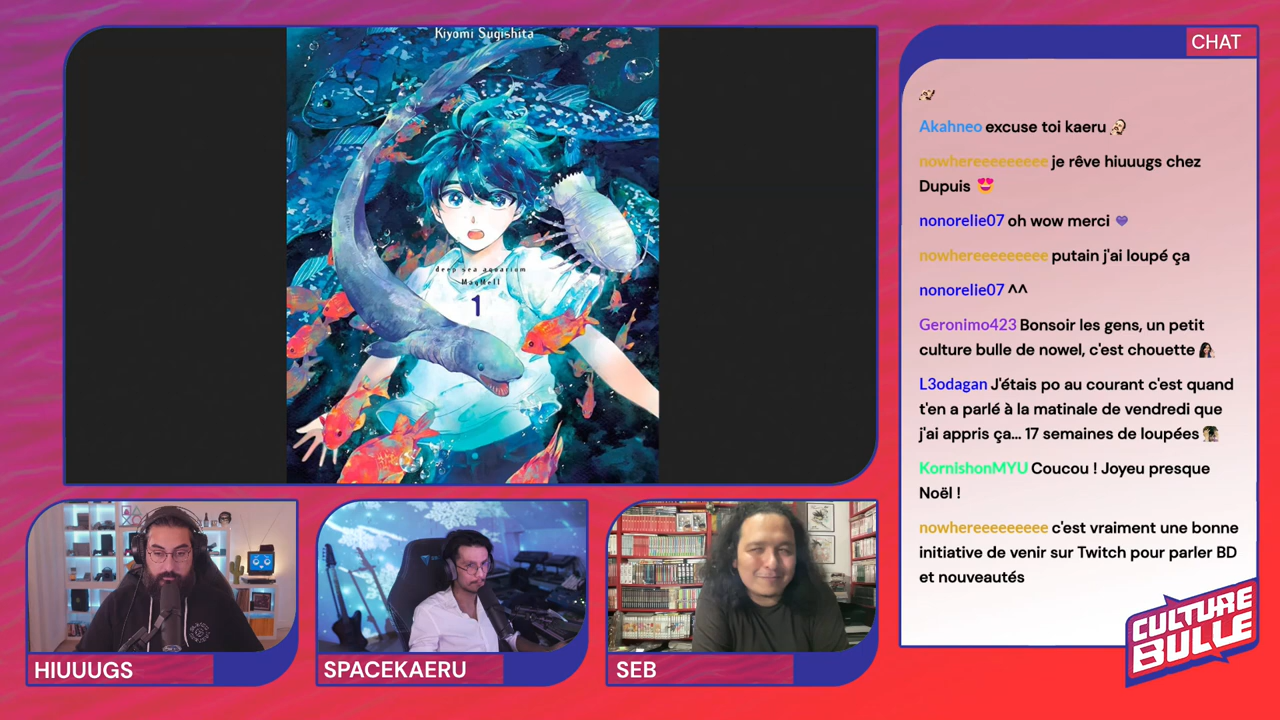 Kiyomi Sugishita
deep sea aquarium
MagMell
1
CHAT
Akahneo excuse toi kaeru
nowhereeeeeeeee je rêve hiuuugs chez
Dupuis 😍
nonorelie07 oh wow merci 💜
nowhereeeeeeeee putain j'ai loupé ça
nonorelie07 ^^
Geronimo423 Bonsoir les gens, un petit
culture bulle de nowel, c'est chouette
L3odagan J'étais po au courant c'est quand
t'en a parlé à la matinale de vendredi que
j'ai appris ça... 17 semaines de loupées
KornishonMYU Coucou ! Joyeu presque
Noël !
nowhereeeeeeeee c'est vraiment une bonne
initiative de venir sur Twitch pour parler BD
et nouveautés
HIUUUGS
SPACEKAERU
SEB
CULTURE
BULLE